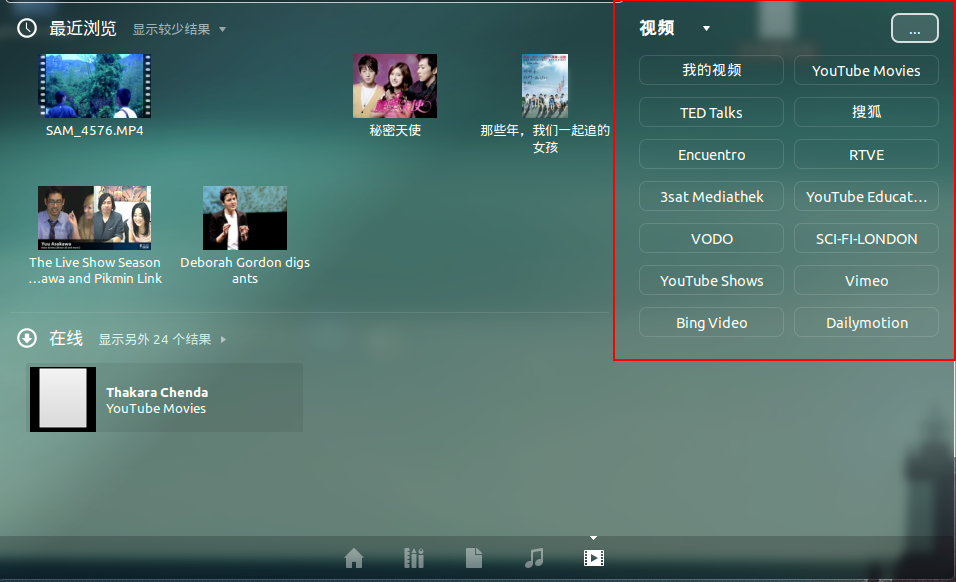 最近浏览 显示较少结果
SAM_4576.MP4
秘密天使
那些年，我们一起追的
女孩
The Live Show Season
…awa and Pikmin Link
Deborah Gordon digs
ants
在线 显示另外 24 个结果
Thakara Chenda
YouTube Movies
视频
...
我的视频 YouTube Movies
TED Talks 搜狐
Encuentro RTVE
3sat Mediathek YouTube Educat…
VODO SCI-FI-LONDON
YouTube Shows Vimeo
Bing Video Dailymotion